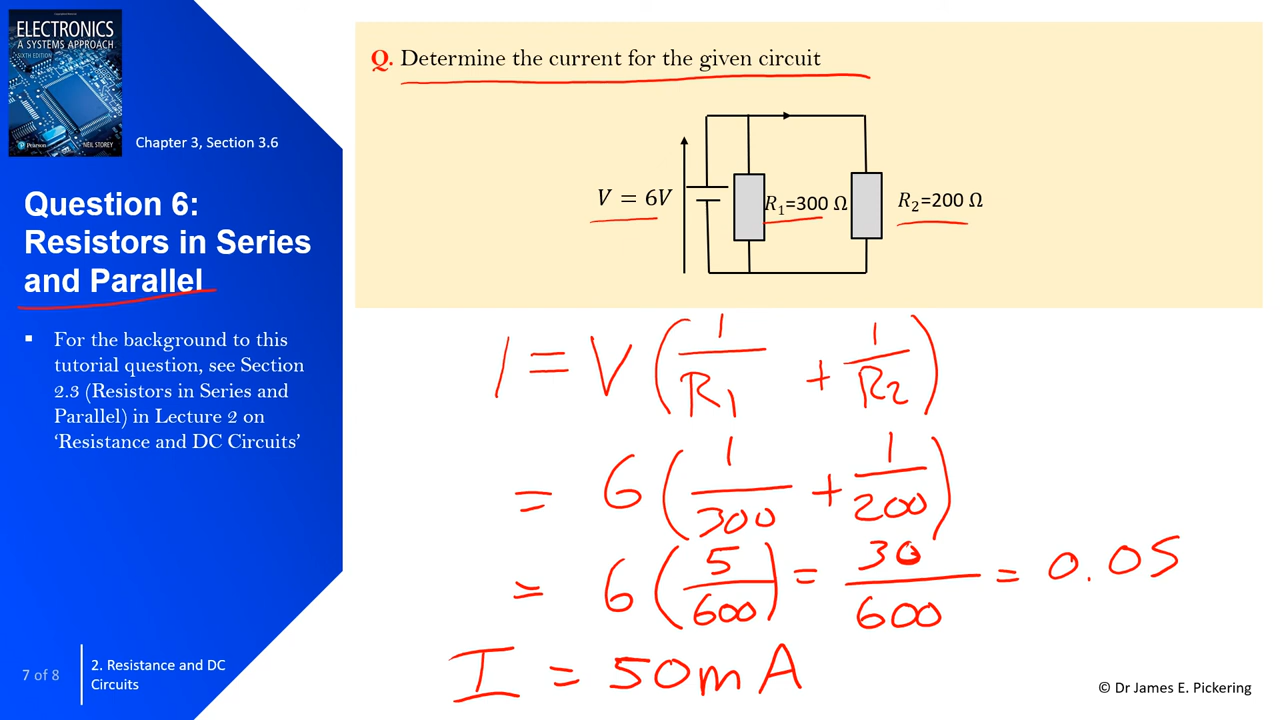 ELECTRONICS
A SYSTEMS APPROACH
SIXTH EDITION
Pearson
NEIL STOREY
Chapter 3, Section 3.6
Question 6:
Resistors in Series
and Parallel
▪ For the background to this
tutorial question, see Section
2.3 (Resistors in Series and
Parallel) in Lecture 2 on
‘Resistance and DC Circuits’
7 of 8
2. Resistance and DC
Circuits
Q. Determine the current for the given circuit
V = 6V
R₁=300 Ω
R₂=200 Ω
I = V (1/R₁ + 1/R₂)
= 6 (1/300 + 1/200)
= 6 (5/600) = 30/600 = 0.05
I = 50mA
© Dr James E. Pickering